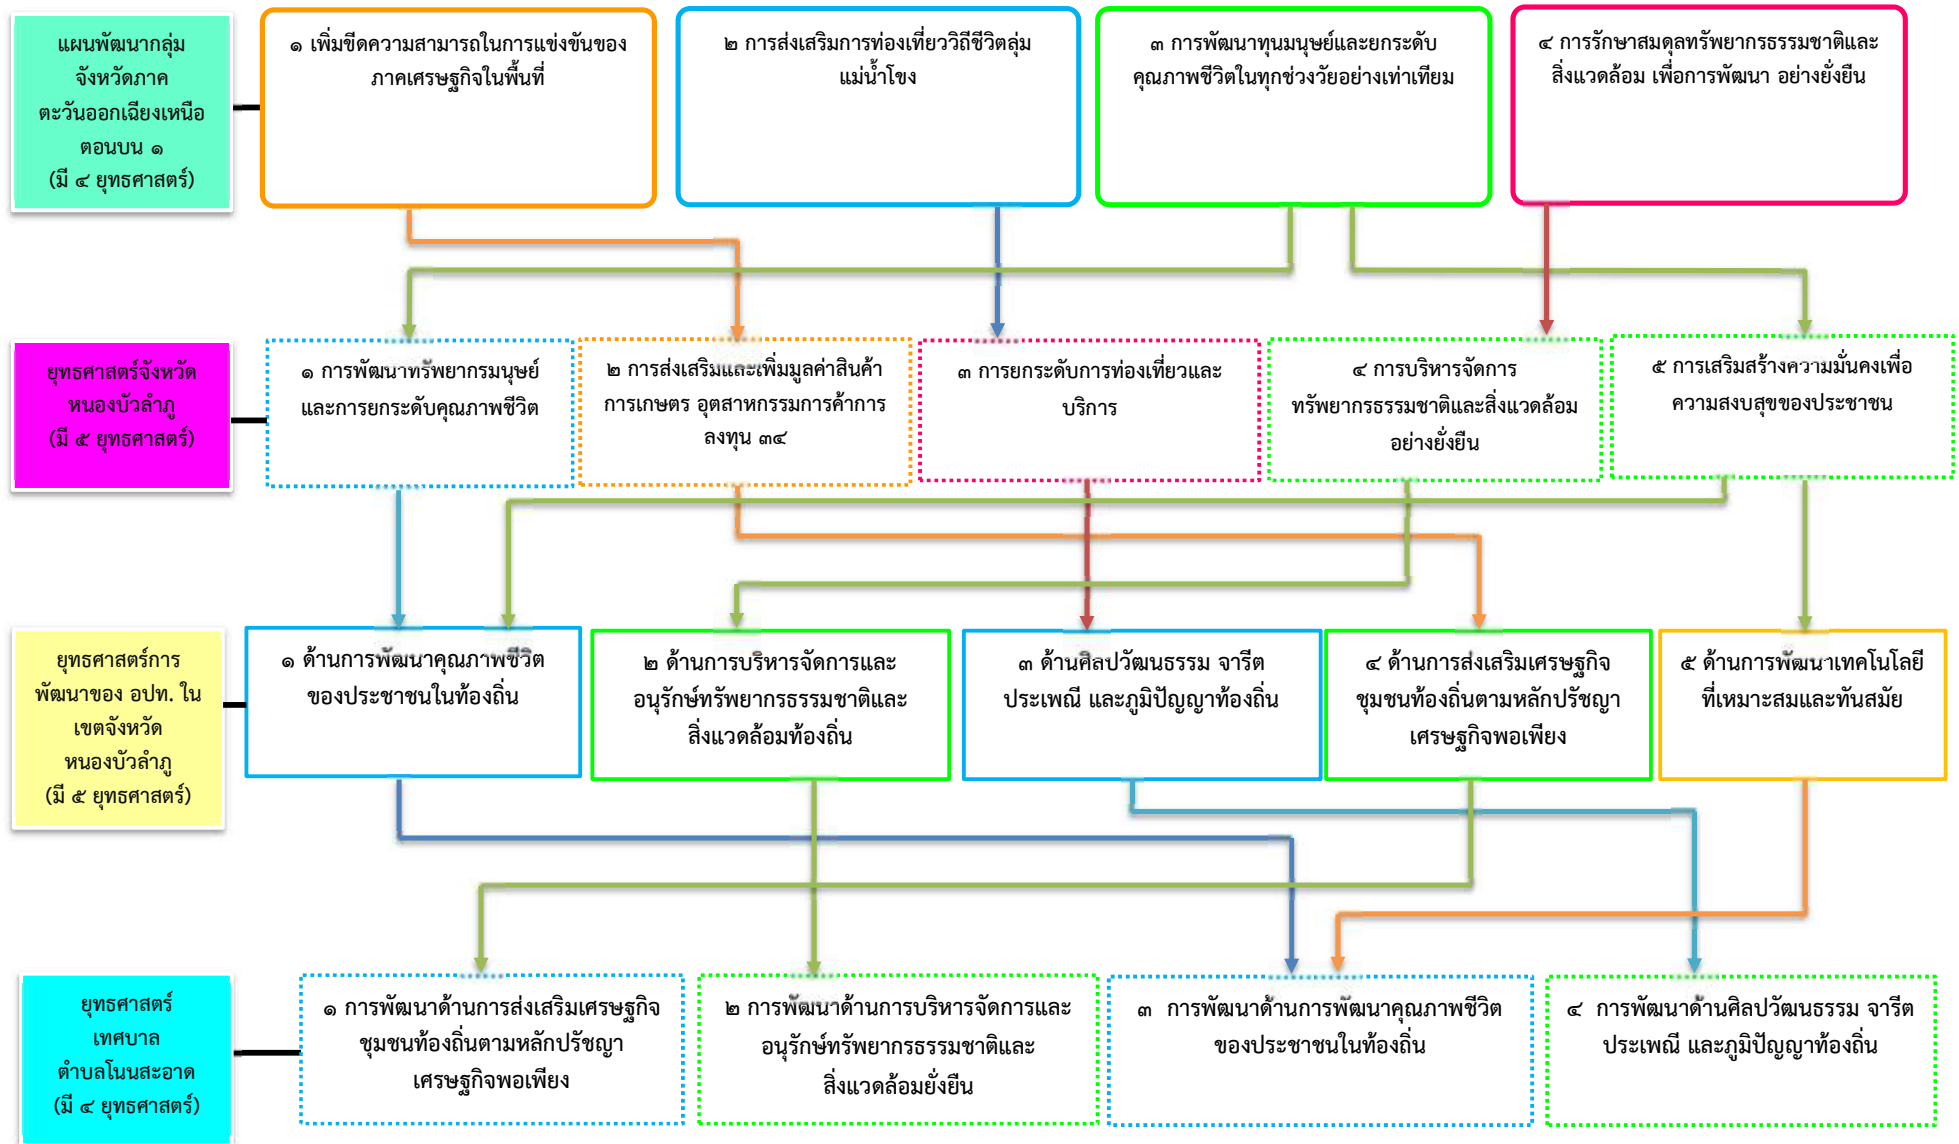 แผนพัฒนากลุ่ม
จังหวัดภาค
ตะวันออกเฉียงเหนือ
ตอนบน ๑
(มี ๔ ยุทธศาสตร์)
๑ เพิ่มขีดความสามารถในการแข่งขันของ
ภาคเศรษฐกิจในพื้นที่
๒ การส่งเสริมการท่องเที่ยววิถีชีวิตลุ่ม
แม่น้ำโขง
๓ การพัฒนาทุนมนุษย์และยกระดับ
คุณภาพชีวิตในทุกช่วงวัยอย่างเท่าเทียม
๔ การรักษาสมดุลทรัพยากรธรรมชาติและ
สิ่งแวดล้อม เพื่อการพัฒนา อย่างยั่งยืน
ยุทธศาสตร์จังหวัด
หนองบัวลำภู
(มี ๕ ยุทธศาสตร์)
๑ การพัฒนาทรัพยากรมนุษย์
และการยกระดับคุณภาพชีวิต
๒ การส่งเสริมและเพิ่มมูลค่าสินค้า
การเกษตร อุตสาหกรรมการค้าการ
ลงทุน ๓๔
๓ การยกระดับการท่องเที่ยวและ
บริการ
๔ การบริหารจัดการ
ทรัพยากรธรรมชาติและสิ่งแวดล้อม
อย่างยั่งยืน
๕ การเสริมสร้างความมั่นคงเพื่อ
ความสงบสุขของประชาชน
ยุทธศาสตร์การ
พัฒนาของ อปท. ใน
เขตจังหวัด
หนองบัวลำภู
(มี ๕ ยุทธศาสตร์)
๑ ด้านการพัฒนาคุณภาพชีวิต
ของประชาชนในท้องถิ่น
๒ ด้านการบริหารจัดการและ
อนุรักษ์ทรัพยากรธรรมชาติและ
สิ่งแวดล้อมท้องถิ่น
๓ ด้านศิลปวัฒนธรรม จารีต
ประเพณี และภูมิปัญญาท้องถิ่น
๔ ด้านการส่งเสริมเศรษฐกิจ
ชุมชนท้องถิ่นตามหลักปรัชญา
เศรษฐกิจพอเพียง
๕ ด้านการพัฒนาเทคโนโลยี
ที่เหมาะสมและทันสมัย
ยุทธศาสตร์
เทศบาล
ตำบลโนนสะอาด
(มี ๔ ยุทธศาสตร์)
๑ การพัฒนาด้านการส่งเสริมเศรษฐกิจ
ชุมชนท้องถิ่นตามหลักปรัชญา
เศรษฐกิจพอเพียง
๒ การพัฒนาด้านการบริหารจัดการและ
อนุรักษ์ทรัพยากรธรรมชาติและ
สิ่งแวดล้อมยั่งยืน
๓ การพัฒนาด้านการพัฒนาคุณภาพชีวิต
ของประชาชนในท้องถิ่น
๔ การพัฒนาด้านศิลปวัฒนธรรม จารีต
ประเพณี และภูมิปัญญาท้องถิ่น